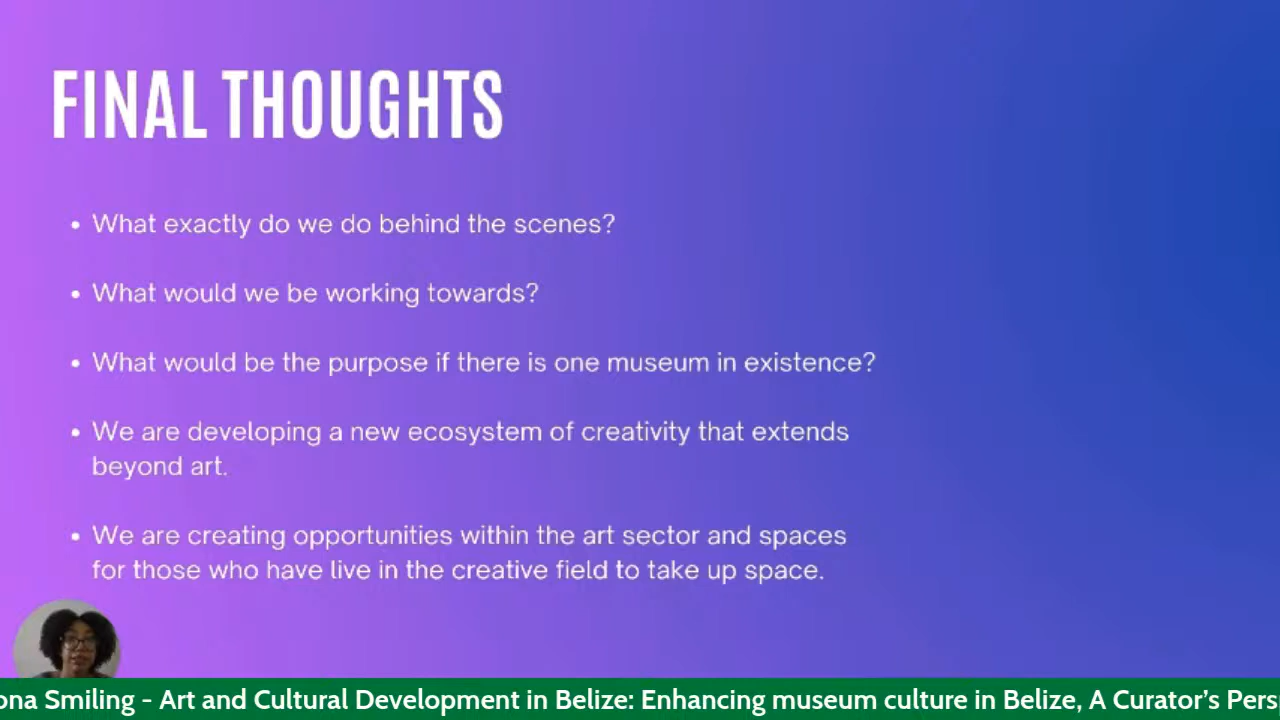 FINAL THOUGHTS
• What exactly do we do behind the scenes?
• What would we be working towards?
• What would be the purpose if there is one museum in existence?
• We are developing a new ecosystem of creativity that extends
beyond art.
• We are creating opportunities within the art sector and spaces
for those who have live in the creative field to take up space.
Smiling - Art and Cultural Development in Belize: Enhancing museum culture in Belize, A Curator's